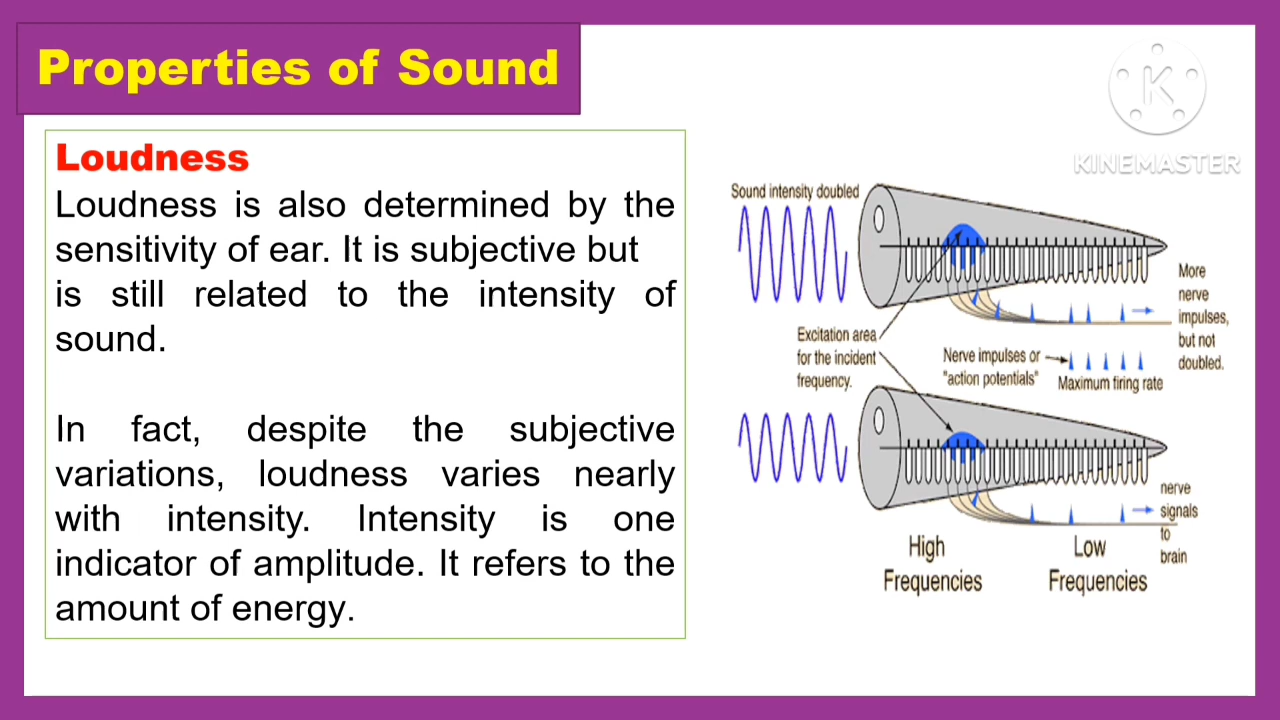 Properties of Sound
KINEMASTER
Loudness
Loudness is also determined by the
sensitivity of ear. It is subjective but
is still related to the intensity of
sound.
In fact, despite the subjective
variations, loudness varies nearly
with intensity. Intensity is one
indicator of amplitude. It refers to the
amount of energy.
Sound intensity doubled
More
nerve
impulses,
but not
doubled.
Excitation area
for the incident
frequency.
Nerve impulses or
"action potentials"
Maximum firing rate
nerve
signals
to
brain
High
Frequencies
Low
Frequencies